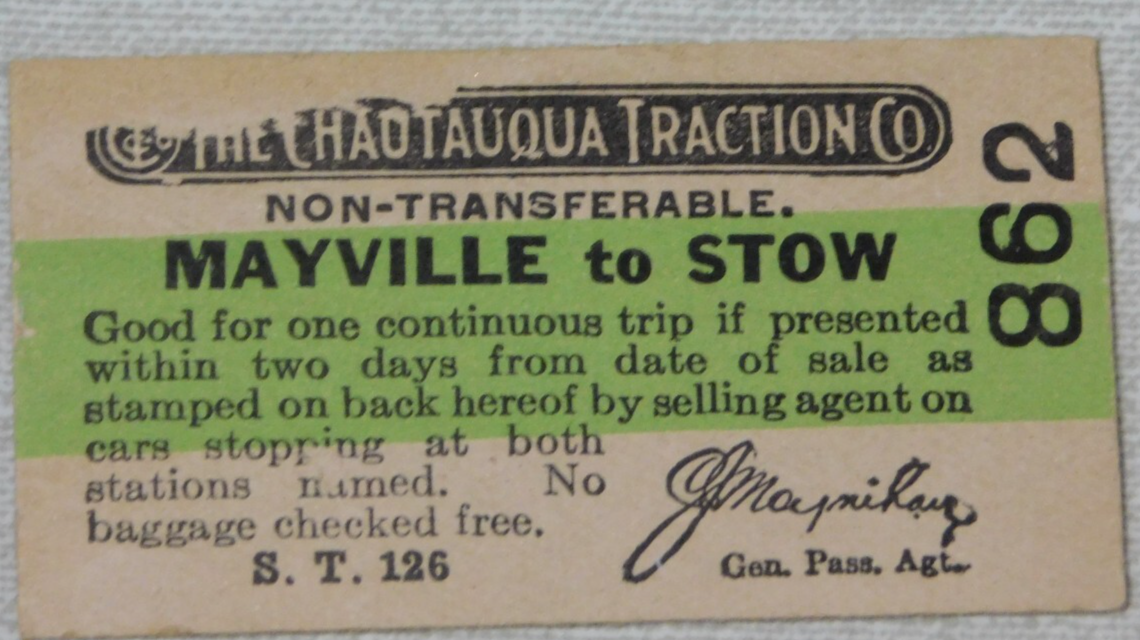 THE CHAUTAUQUA TRACTION CO.
NON-TRANSFERABLE.
MAYVILLE to STOW
862
Good for one continuous trip if presented
within two days from date of sale as
stamped on back hereof by selling agent on
cars stopping at both
stations named. No
baggage checked free.
S. T. 126
Gen. Pass. Agt.